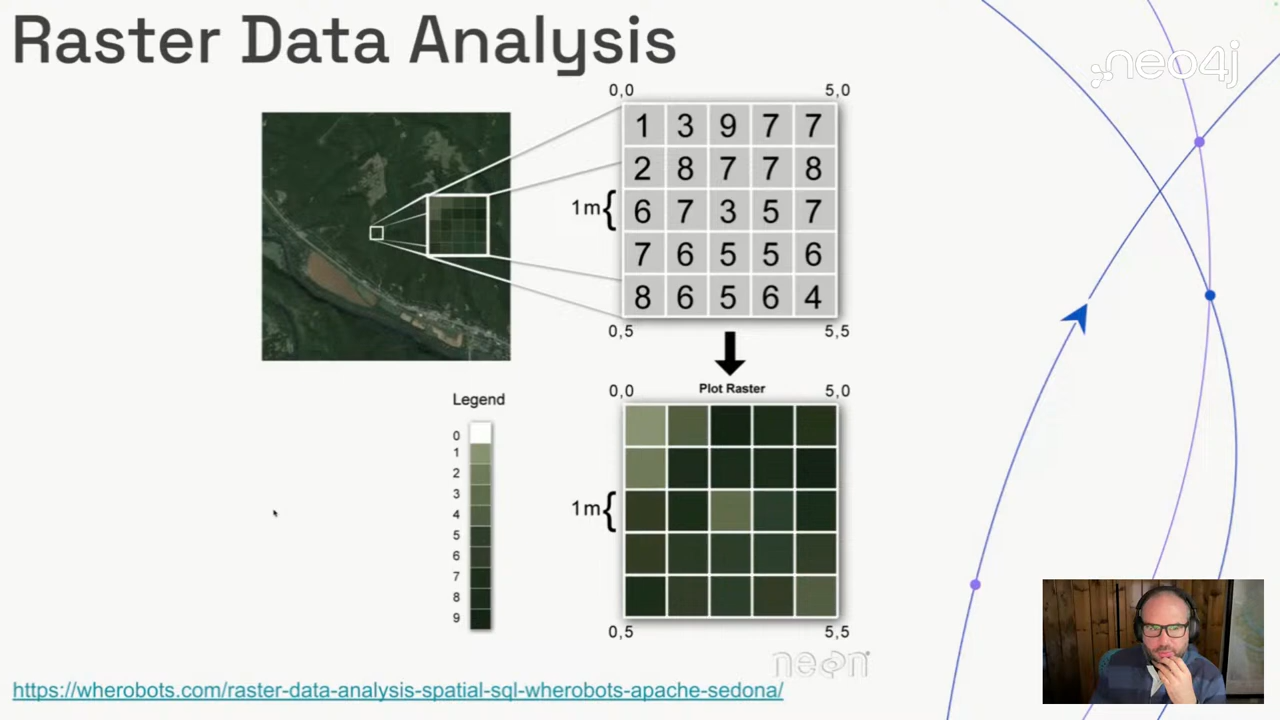 Raster Data Analysis
neo4j
0,0 5,0
1 3 9 7 7
2 8 7 7 8
1m{ 6 7 3 5 7
7 6 5 5 6
8 6 5 6 4
0,5 5,5
Plot Raster
0,0 5,0
1m{
0,5 5,5
Legend
0
1
2
3
4
5
6
7
8
9
neon
https://wherobots.com/raster-data-analysis-spatial-sql-wherobots-apache-sedona/